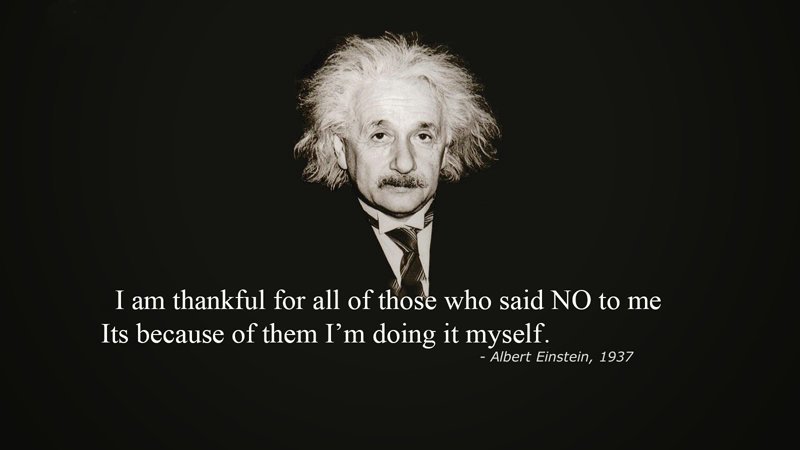 I am thankful for all of those who said NO to me
Its because of them I’m doing it myself.
- Albert Einstein, 1937